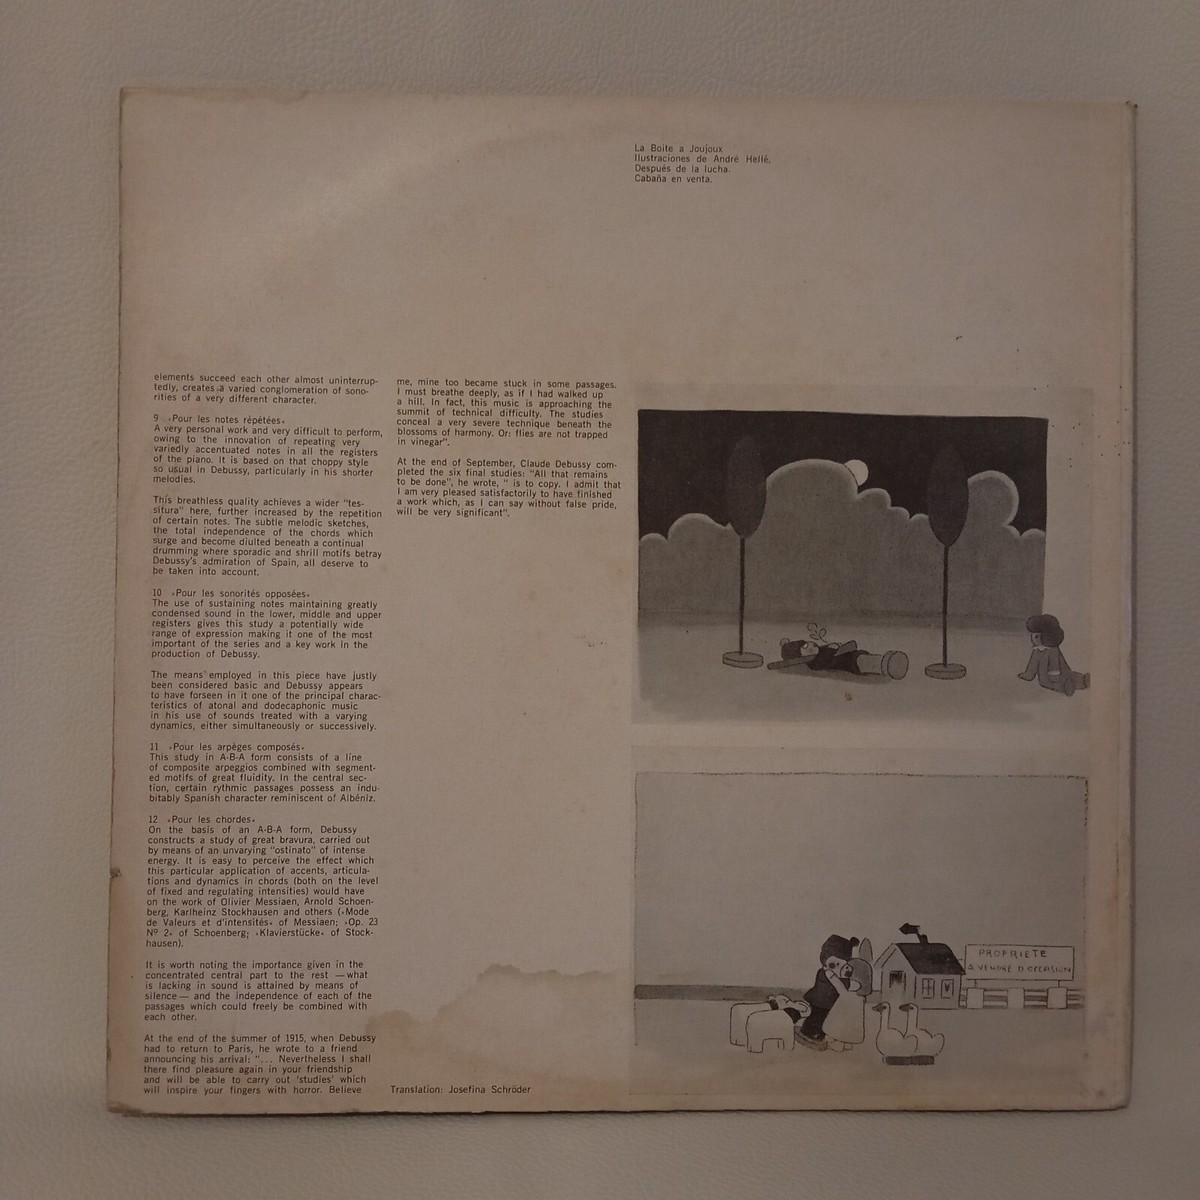 La Boite a Joujoux
Ilustraciones de André Hellé.
Después de la lucha.
Cabaña en venta.
elements succeed each other almost uninterrup-
tedly, creates a varied conglomeration of sono-
rities of a very different character.
9 «Pour les notes répétées»
A very personal work and very difficult to perform,
owing to the innovation of repeating very
variedly accentuated notes in all the registers
of the piano. It is based on that choppy style
so usual in Debussy, particularly in his shorter
melodies.
This breathless quality achieves a wider "tes-
situra" here, further increased by the repetition
of certain notes. The subtle melodic sketches,
the total independence of the chords which
surge and become diulted beneath a continual
drumming where sporadic and shrill motifs betray
Debussy's admiration of Spain, all deserve to
be taken into account.
10 «Pour les sonorités opposées»
The use of sustaining notes maintaining greatly
condensed sound in the lower, middle and upper
registers gives this study a potentially wide
range of expression making it one of the most
important of the series and a key work in the
production of Debussy.
The means employed in this piece have justly
been considered basic and Debussy appears
to have forseen in it one of the principal charac-
teristics of atonal and dodecaphonic music
in his use of sounds treated with a varying
dynamics, either simultaneously or successively.
11 «Pour les arpèges composés»
This study in A-B-A form consists of a line
of composite arpeggios combined with segment-
ed motifs of great fluidity. In the central sec-
tion, certain rythmic passages possess an indu-
bitably Spanish character reminiscent of Albéniz.
12 «Pour les chordes»
On the basis of an A-B-A form, Debussy
constructs a study of great bravura, carried out
by means of an unvarying "ostinato" of intense
energy. It is easy to perceive the effect which
this particular application of accents, articula-
tions and dynamics in chords (both on the level
of fixed and regulating intensities) would have
on the work of Olivier Messiaen, Arnold Schoen-
berg, Karlheinz Stockhausen and others («Mode
de Valeurs et d'intensités» of Messiaen; «Op. 23
Nº 2» of Schoenberg; «Klavierstücke» of Stock-
hausen).
It is worth noting the importance given in the
concentrated central part to the rest —what
is lacking in sound is attained by means of
silence— and the independence of each of the
passages which could freely be combined with
each other.
At the end of the summer of 1915, when Debussy
had to return to Paris, he wrote to a friend
announcing his arrival: "... Nevertheless I shall
there find pleasure again in your friendship
and will be able to carry out 'studies' which
will inspire your fingers with horror. Believe
me, mine too became stuck in some passages.
I must breathe deeply, as if I had walked up
a hill. In fact, this music is approaching the
summit of technical difficulty. The studies
conceal a very severe technique beneath the
blossoms of harmony. Or: flies are not trapped
in vinegar".
At the end of September, Claude Debussy com-
pleted the six final studies: "All that remains
to be done", he wrote, " is to copy. I admit that
I am very pleased satisfactorily to have finished
a work which, as I can say without false pride,
will be very significant".
Translation: Josefina Schröder
PROPRIETE
A VENDRE D'OCCASION